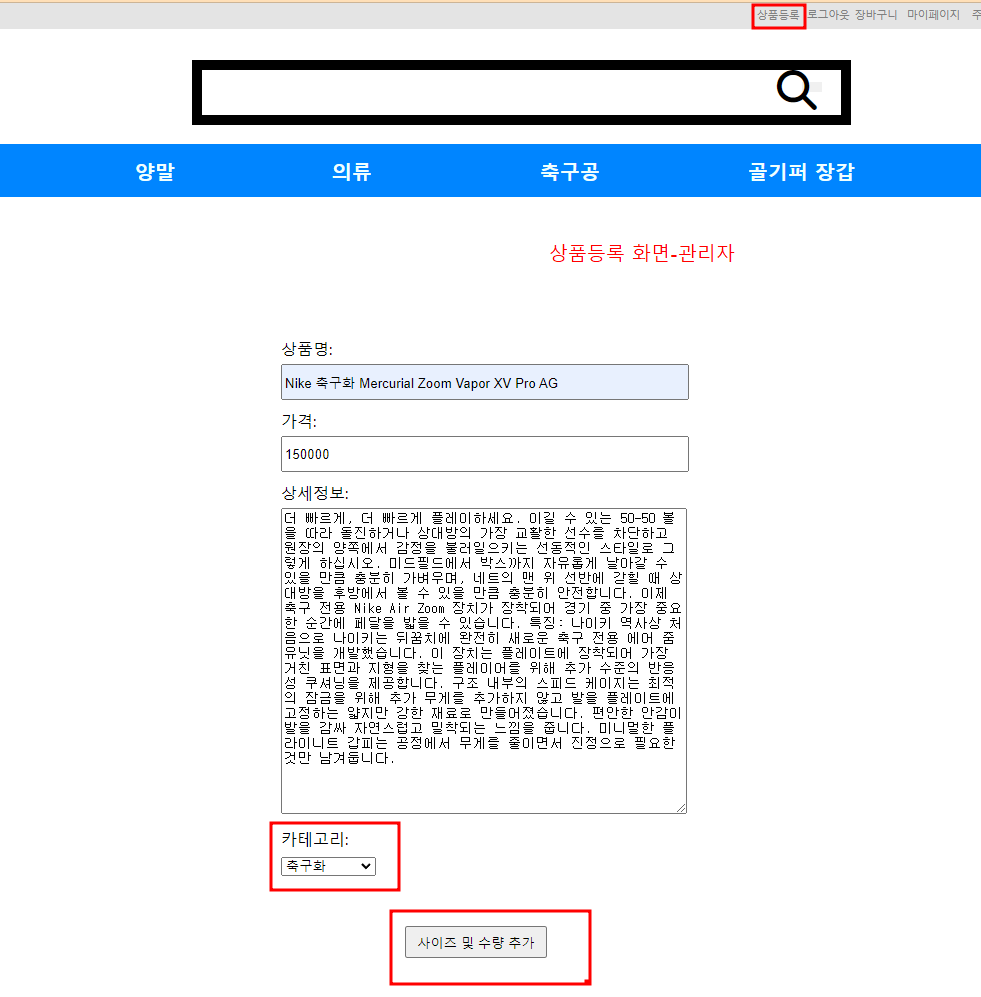 상품등록 로그아웃 장바구니 마이페이지 주
양말 의류 축구공 골기퍼 장갑
상품등록 화면-관리자
상품명:
Nike 축구화 Mercurial Zoom Vapor XV Pro AG
가격:
150000
상세정보:
더 빠르게, 더 빠르게 플레이하세요. 이길 수 있는 50-50 볼
을 따라 돌진하거나 상대방의 가장 교활한 선수를 차단하고
원장의 양쪽에서 감정을 불러일으키는 선동적인 스타일로 그
렇게 하십시오. 미드필드에서 박스까지 자유롭게 날아갈 수
있을 만큼 충분히 가벼우며, 네트의 맨 위 선반에 갇힐 때 상
대방을 후방에서 볼 수 있을 만큼 충분히 안전합니다. 이제
축구 전용 Nike Air Zoom 장치가 장착되어 경기 중 가장 중요
한 순간에 페달을 밟을 수 있습니다. 특징: 나이키 역사상 처
음으로 나이키는 뒤꿈치에 완전히 새로운 축구 전용 에어 줌
유닛을 개발했습니다. 이 장치는 플레이트에 장착되어 가장
거친 표면과 지형을 찾는 플레이어를 위해 추가 수준의 반응
성 쿠셔닝을 제공합니다. 구조 내부의 스피드 케이지는 최적
의 잠금을 위해 추가 무게를 추가하지 않고 발을 플레이트에
고정하는 얇지만 강한 재료로 만들어졌습니다. 편안한 안감이
발을 감싸 자연스럽고 밀착되는 느낌을 줍니다. 미니멀한 플
라이니트 갑피는 공정에서 무게를 줄이면서 진정으로 필요한
것만 남겨둡니다.
카테고리:
축구화
사이즈 및 수량 추가